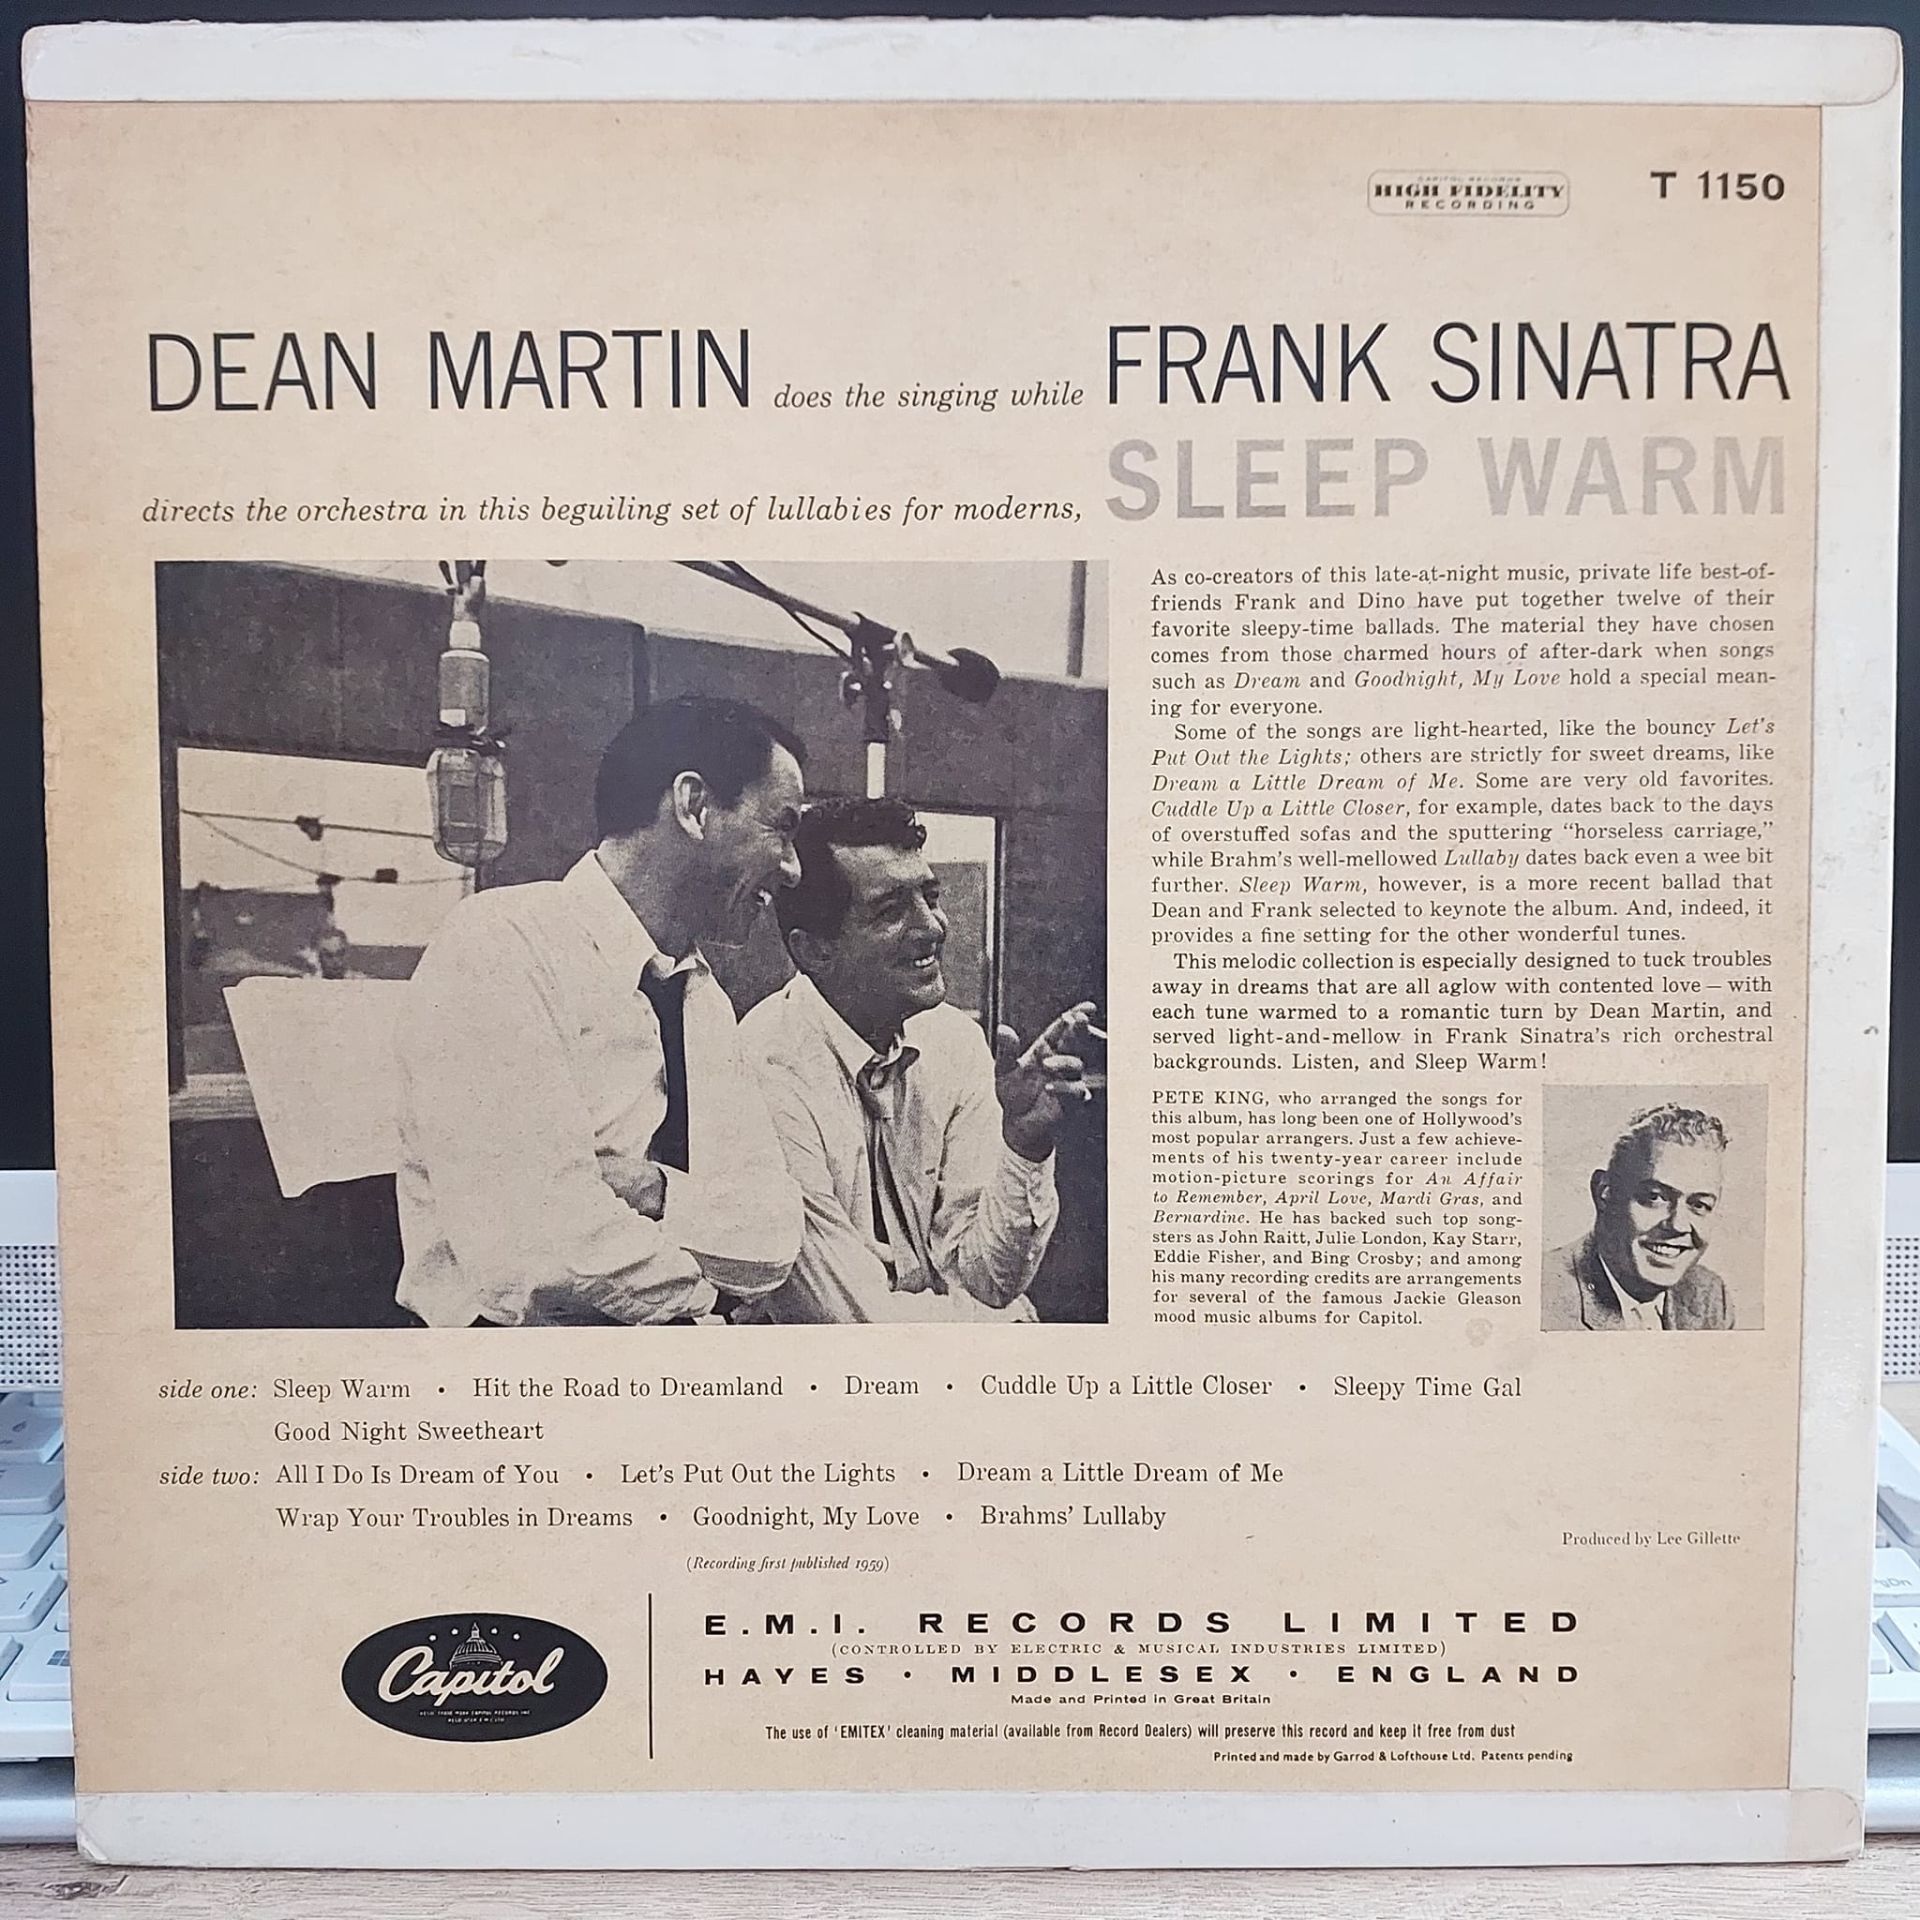 CAPITOL RECORDS
HIGH FIDELITY
RECORDING
T 1150
DEAN MARTIN does the singing while FRANK SINATRA
directs the orchestra in this beguiling set of lullabies for moderns, SLEEP WARM
As co-creators of this late-at-night music, private life best-of-
friends Frank and Dino have put together twelve of their
favorite sleepy-time ballads. The material they have chosen
comes from those charmed hours of after-dark when songs
such as Dream and Goodnight, My Love hold a special mean-
ing for everyone.
Some of the songs are light-hearted, like the bouncy Let's
Put Out the Lights; others are strictly for sweet dreams, like
Dream a Little Dream of Me. Some are very old favorites.
Cuddle Up a Little Closer, for example, dates back to the days
of overstuffed sofas and the sputtering “horseless carriage,”
while Brahm's well-mellowed Lullaby dates back even a wee bit
further. Sleep Warm, however, is a more recent ballad that
Dean and Frank selected to keynote the album. And, indeed, it
provides a fine setting for the other wonderful tunes.
This melodic collection is especially designed to tuck troubles
away in dreams that are all aglow with contented love — with
each tune warmed to a romantic turn by Dean Martin, and
served light-and-mellow in Frank Sinatra's rich orchestral
backgrounds. Listen, and Sleep Warm!
PETE KING, who arranged the songs for
this album, has long been one of Hollywood's
most popular arrangers. Just a few achieve-
ments of his twenty-year career include
motion-picture scorings for An Affair
to Remember, April Love, Mardi Gras, and
Bernardine. He has backed such top song-
sters as John Raitt, Julie London, Kay Starr,
Eddie Fisher, and Bing Crosby; and among
his many recording credits are arrangements
for several of the famous Jackie Gleason
mood music albums for Capitol.
side one: Sleep Warm • Hit the Road to Dreamland • Dream • Cuddle Up a Little Closer • Sleepy Time Gal
Good Night Sweetheart
side two: All I Do Is Dream of You • Let's Put Out the Lights • Dream a Little Dream of Me
Wrap Your Troubles in Dreams • Goodnight, My Love • Brahms' Lullaby
Produced by Lee Gillette
(Recording first published 1959)
Capitol
E.M.I. RECORDS LIMITED
(CONTROLLED BY ELECTRIC & MUSICAL INDUSTRIES LIMITED)
HAYES • MIDDLESEX • ENGLAND
Made and Printed in Great Britain
The use of 'EMITEX' cleaning material (available from Record Dealers) will preserve this record and keep it free from dust
Printed and made by Garrod & Lofthouse Ltd. Patents pending